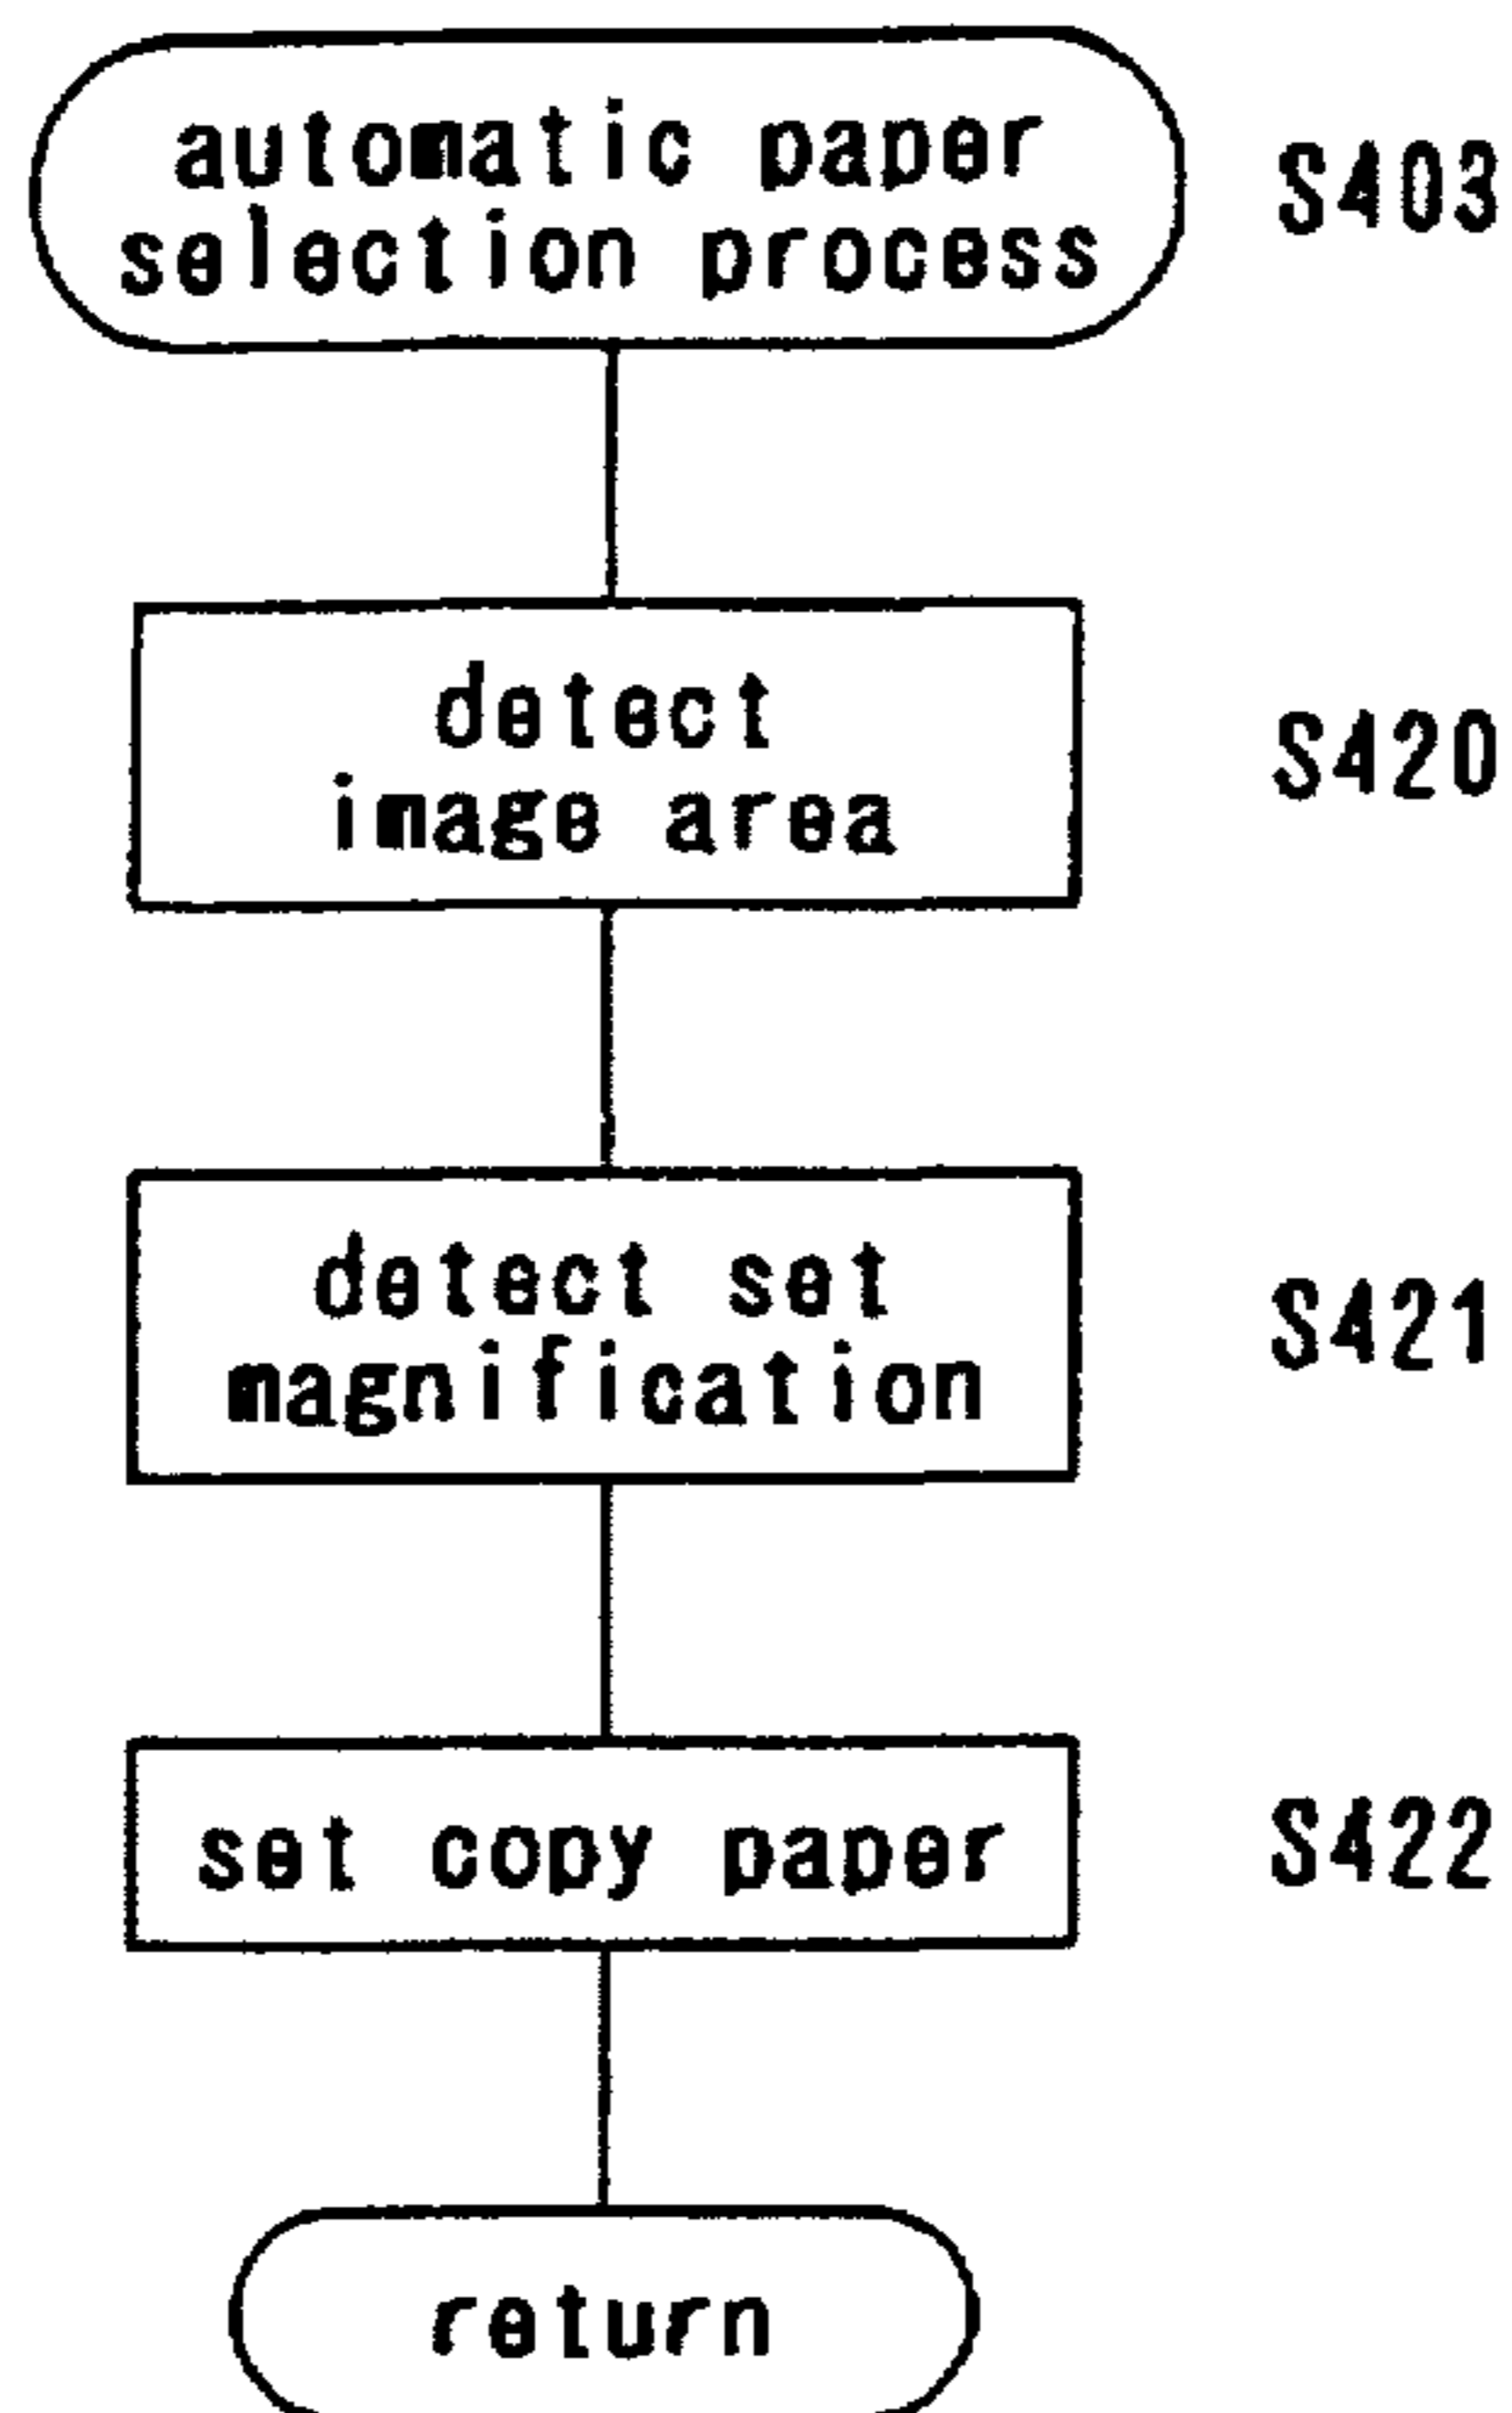 automatic paper
selection process
S403
detect
image area
S420
detect set
magnification
S421
set copy paper
S422
return